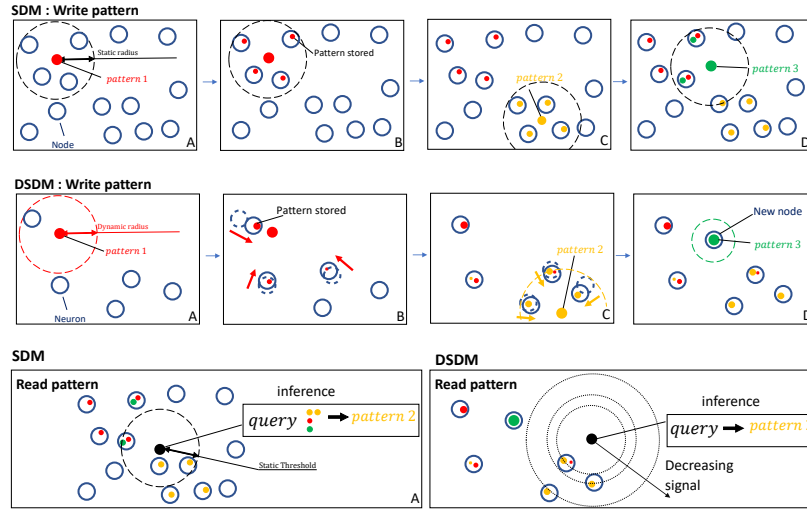 SDM : Write pattern
Static radius
pattern 1
Node
A
Pattern stored
B
pattern 2
C
pattern 3
D
DSDM : Write pattern
Dynamic radius
pattern 1
Neuron
A
Pattern stored
B
pattern 2
C
New node
pattern 3
D
SDM
Read pattern
inference
query
pattern 2
Static Threshold
A
DSDM
Read pattern
inference
query
pattern
Decreasing
signal